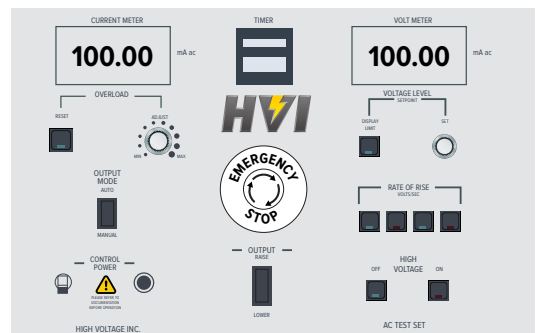 CURRENT METER
TIMER
VOLT METER
100.00
mA ac
100.00
mA ac
OVERLOAD
VOLTAGE LEVEL
SETPOINT
RESET
ADJUST
DISPLAY
LIMIT
SET
MIN
MAX
HVI
EMERGENCY
STOP
OUTPUT
MODE
AUTO
MANUAL
RATE OF RISE
VOLTS/SEC
OUTPUT
RAISE
LOWER
CONTROL
POWER
PLEASE REFER TO
DOCUMENTATION
BEFORE OPERATION
HIGH
VOLTAGE
OFF
ON
HIGH VOLTAGE INC.
AC TEST SET